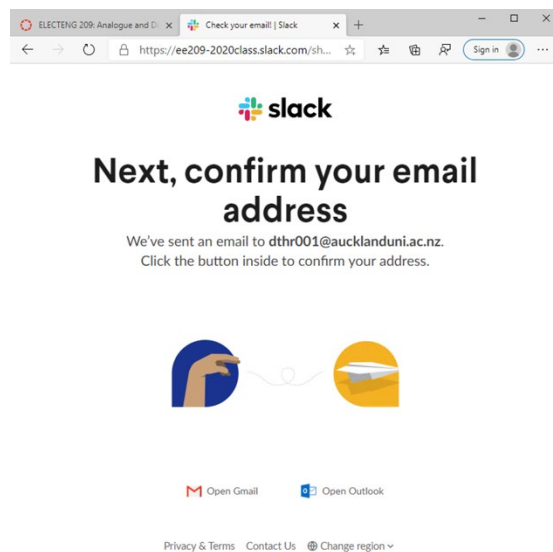 ELECTENG 209: Analogue and Di
Check your email! | Slack
https://ee209-2020class.slack.com/sh...
Sign in
slack
Next, confirm your email
address
We've sent an email to dthr001@aucklanduni.ac.nz.
Click the button inside to confirm your address.
Open Gmail
Open Outlook
Privacy & Terms Contact Us Change region